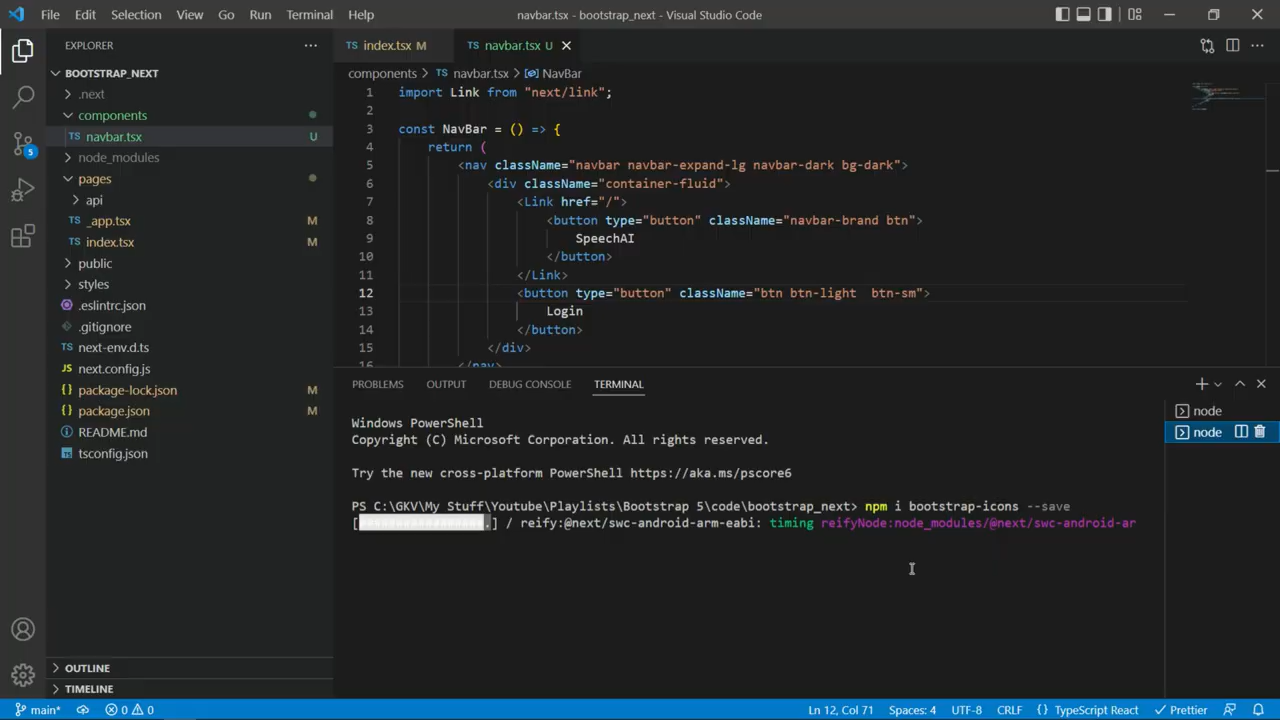 File Edit Selection View Go Run Terminal Help
navbar.tsx - bootstrap_next - Visual Studio Code
EXPLORER
BOOTSTRAP_NEXT
.next
components
TS navbar.tsx U
node_modules
pages
api
TS _app.tsx M
TS index.tsx M
public
styles
.eslintrc.json
.gitignore
TS next-env.d.ts
JS next.config.js
{} package-lock.json M
{} package.json M
README.md
tsconfig.json
OUTLINE
TIMELINE
5
TS index.tsx M
TS navbar.tsx U
components > TS navbar.tsx > NavBar
1 import Link from "next/link";
2
3 const NavBar = () => {
4 return (
5 <nav className="navbar navbar-expand-lg navbar-dark bg-dark">
6 <div className="container-fluid">
7 <Link href="/">
8 <button type="button" className="navbar-brand btn">
9 SpeechAI
10 </button>
11 </Link>
12 <button type="button" className="btn btn-light  btn-sm">
13 Login
14 </button>
15 </div>
16 </nav>
PROBLEMS OUTPUT DEBUG CONSOLE TERMINAL
Windows PowerShell
Copyright (C) Microsoft Corporation. All rights reserved.
Try the new cross-platform PowerShell https://aka.ms/pscore6
PS C:\GKV\My Stuff\Youtube\Playlists\Bootstrap 5\code\bootstrap_next> npm i bootstrap-icons --save
[#################.] / reify:@next/swc-android-arm-eabi: timing reifyNode:node_modules/@next/swc-android-ar
node
node
main* 0 0
Ln 12, Col 71 Spaces: 4 UTF-8 CRLF {} TypeScript React Prettier